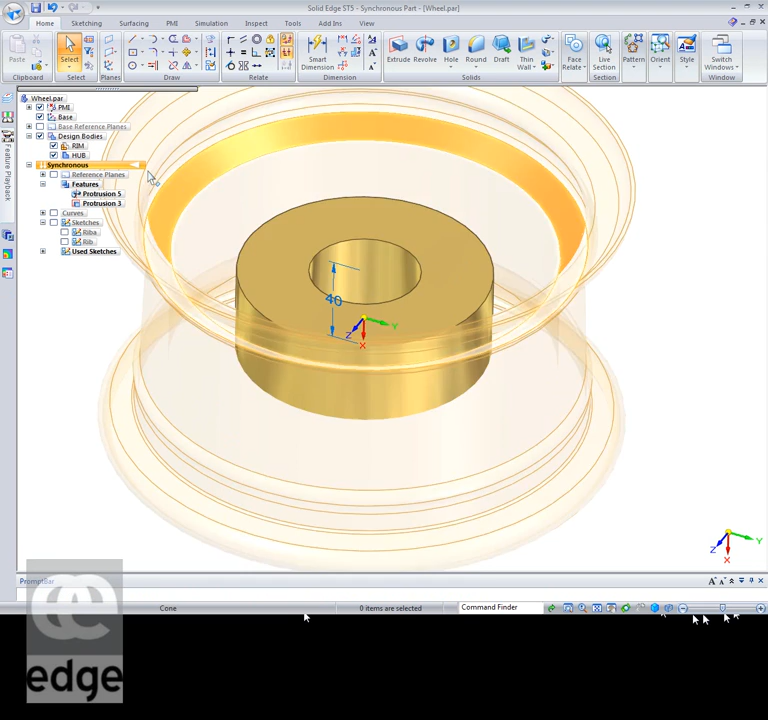 Solid Edge ST5 - Synchronous Part - [Wheel.par]
Home Sketching Surfacing PMI Simulation Inspect Tools Add Ins View
Paste Select Smart Dimension Extrude Revolve Hole Round Draft Thin Wall Face Relate Live Section Pattern Orient Style Switch Windows
Clipboard Select Planes Draw Relate Dimension Solids Section Window
Feature Playback
Wheel.par
PMI
Base
Base Reference Planes
Design Bodies
RIM
HUB
Synchronous
Reference Planes
Features
Protrusion 5
Protrusion 3
Curves
Sketches
Riba
Rib
Used Sketches
40
Z Y
X
Z Y
X
PromptBar
Cone 0 items are selected Command Finder
edge